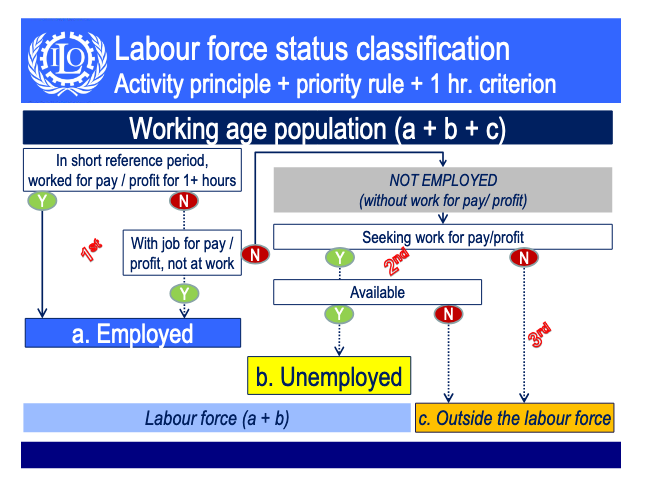 ILO
Labour force status classification
Activity principle + priority rule + 1 hr. criterion
Working age population (a + b + c)
In short reference period,
worked for pay / profit for 1+ hours
Y
N
NOT EMPLOYED
(without work for pay/ profit)
1st
With job for pay /
profit, not at work
N
Y
Seeking work for pay/profit
Y
2nd
N
Available
Y
N
3rd
a. Employed
b. Unemployed
Labour force (a + b)
c. Outside the labour force